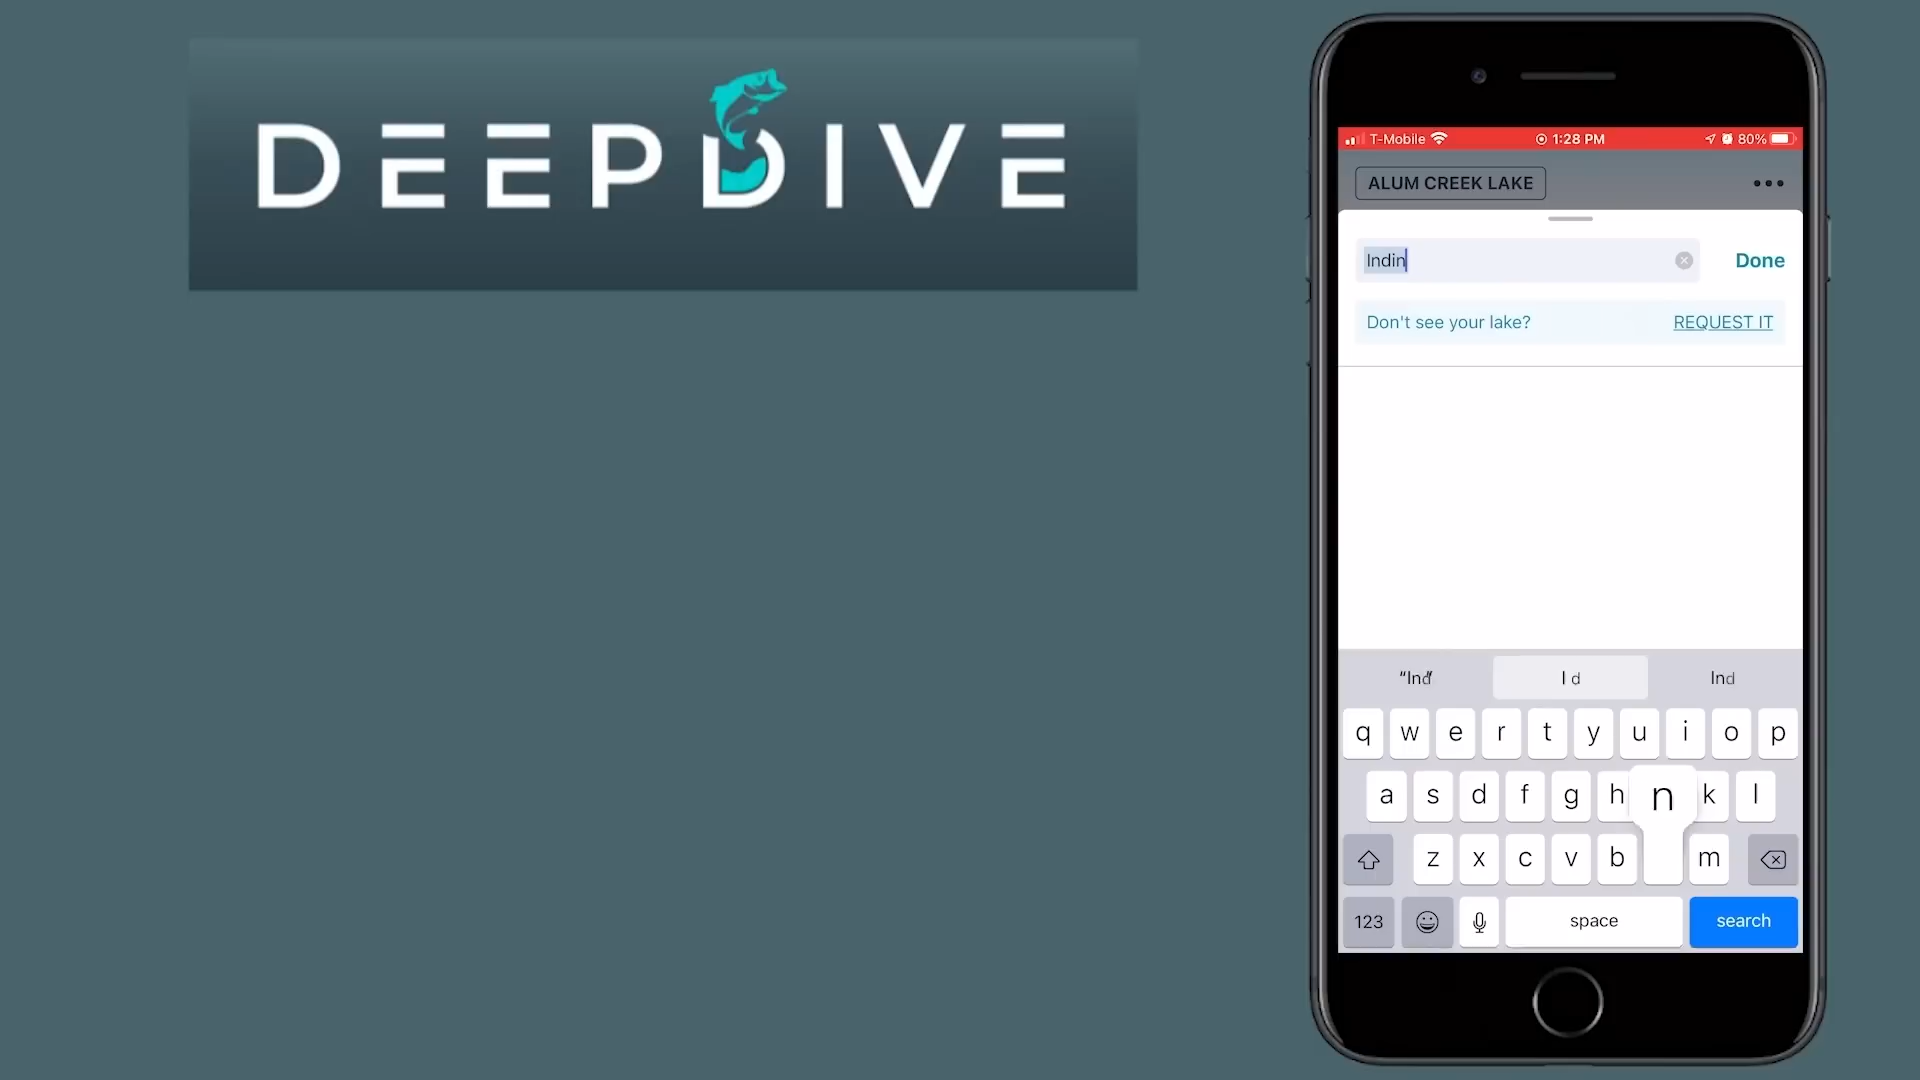 DEEPDIVE
T-Mobile 1:28 PM 80%
ALUM CREEK LAKE
Indin
Done
Don't see your lake?
REQUEST IT
"Ind" I d Ind
q w e r t y u i o p
a s d f g h n k l
z x c v b m
123 space search